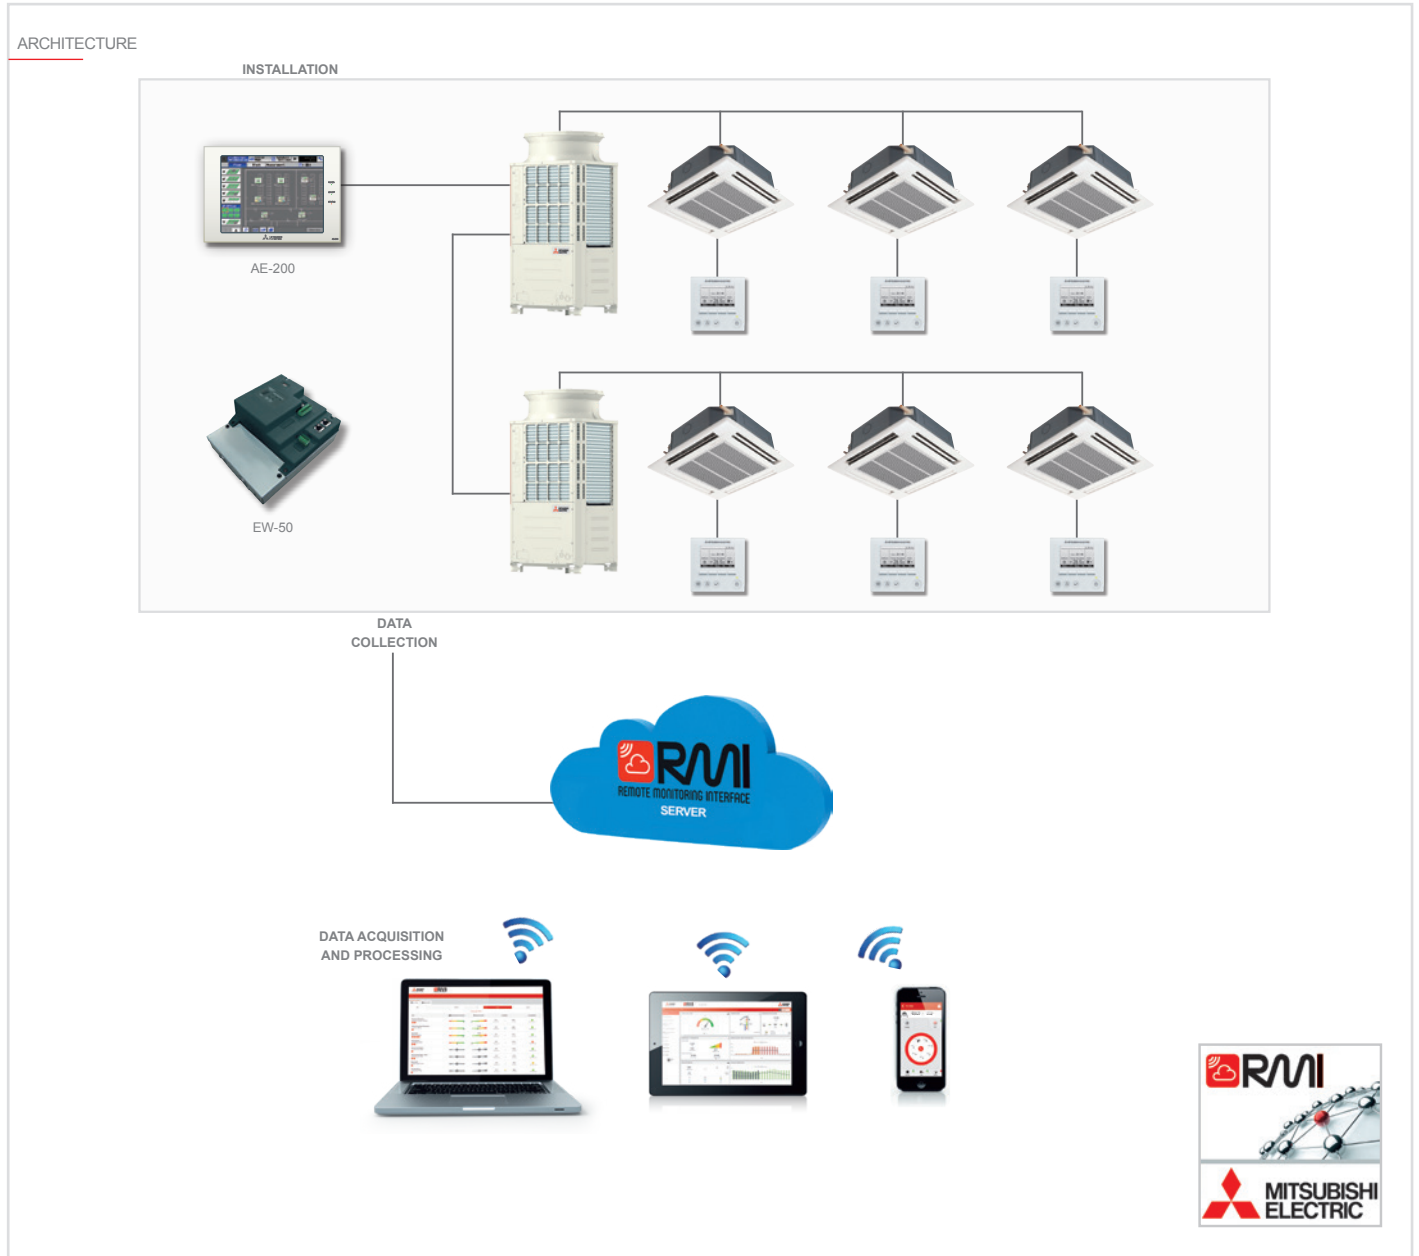 ARCHITECTURE
INSTALLATION
AE-200
EW-50
DATA
COLLECTION
RMI
REMOTE MONITORING INTERFACE
SERVER
DATA ACQUISITION
AND PROCESSING
RMI
MITSUBISHI
ELECTRIC